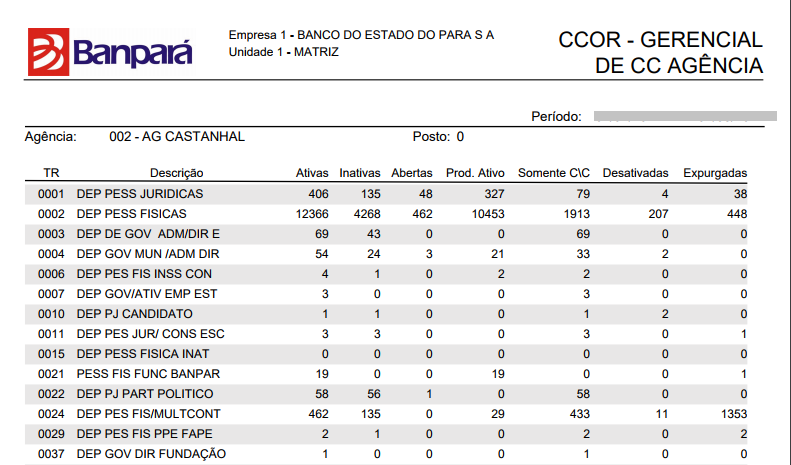 Banpará
Empresa 1 - BANCO DO ESTADO DO PARA S A
Unidade 1 - MATRIZ
CCOR - GERENCIAL
DE CC AGÊNCIA
Período:
Agência: 002 - AG CASTANHAL Posto: 0
TR Descrição Ativas Inativas Abertas Prod. Ativo Somente C\C Desativadas Expurgadas
0001 DEP PESS JURIDICAS 406 135 48 327 79 4 38
0002 DEP PESS FISICAS 12366 4268 462 10453 1913 207 448
0003 DEP DE GOV ADM/DIR E 69 43 0 0 69 0 0
0004 DEP GOV MUN /ADM DIR 54 24 3 21 33 2 0
0006 DEP PES FIS INSS CON 4 1 0 2 2 0 0
0007 DEP GOV/ATIV EMP EST 3 0 0 0 3 0 0
0010 DEP PJ CANDIDATO 1 1 0 0 1 2 0
0011 DEP PES JUR/ CONS ESC 3 3 0 0 3 0 1
0015 DEP PESS FISICA INAT 0 0 0 0 0 0 0
0021 PESS FIS FUNC BANPAR 19 0 0 19 0 0 1
0022 DEP PJ PART POLITICO 58 56 1 0 58 0 0
0024 DEP PES FIS/MULTCONT 462 135 0 29 433 11 1353
0029 DEP PES FIS PPE FAPE 2 1 0 0 2 0 2
0037 DEP GOV DIR FUNDAÇÃO 1 0 0 0 1 0 0